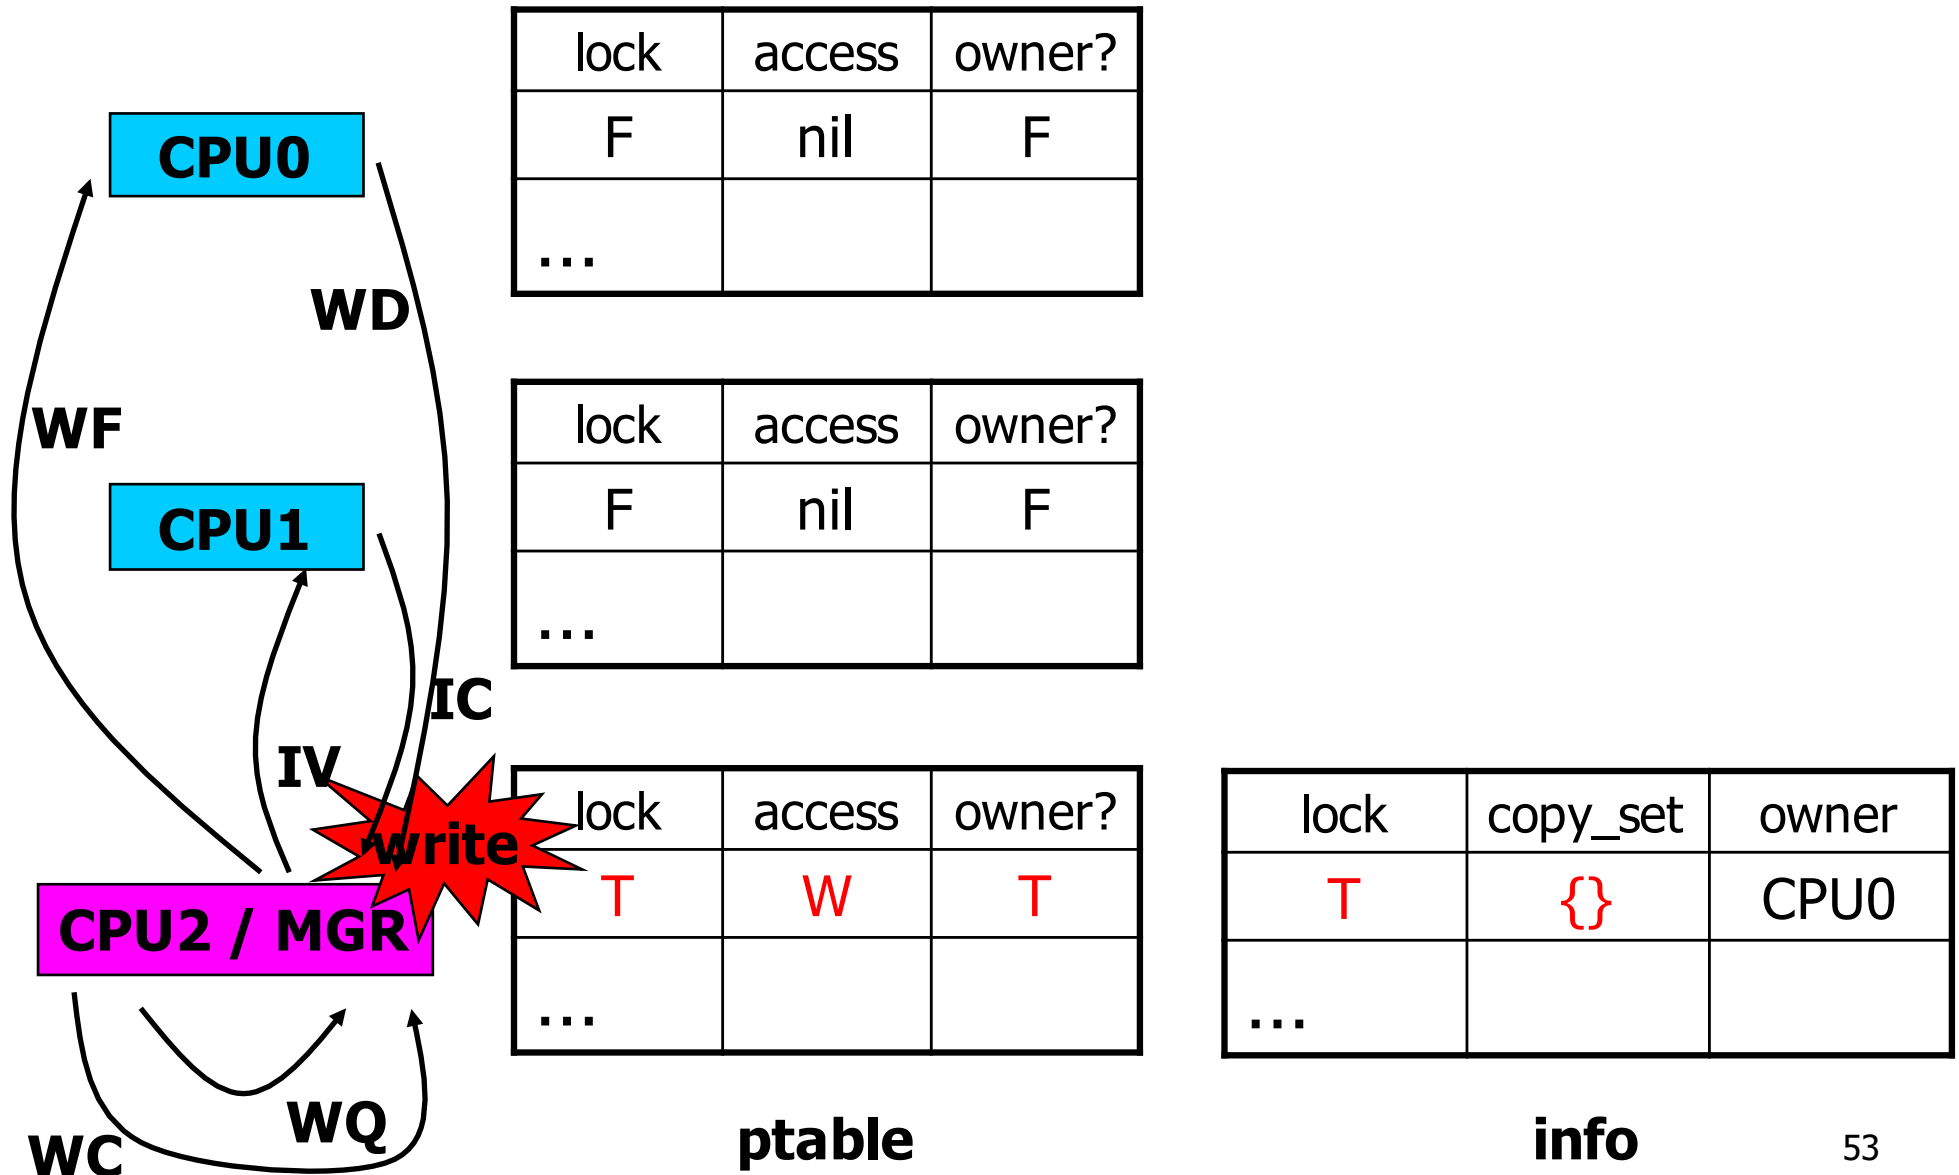 lock access owner?
F nil F
...
CPU0
WD
WF
lock access owner?
F nil F
...
CPU1
IC
IV
write
lock access owner?
T W T
...
CPU2 / MGR
WQ
WC
ptable
lock copy_set owner
T {} CPU0
...
info
53